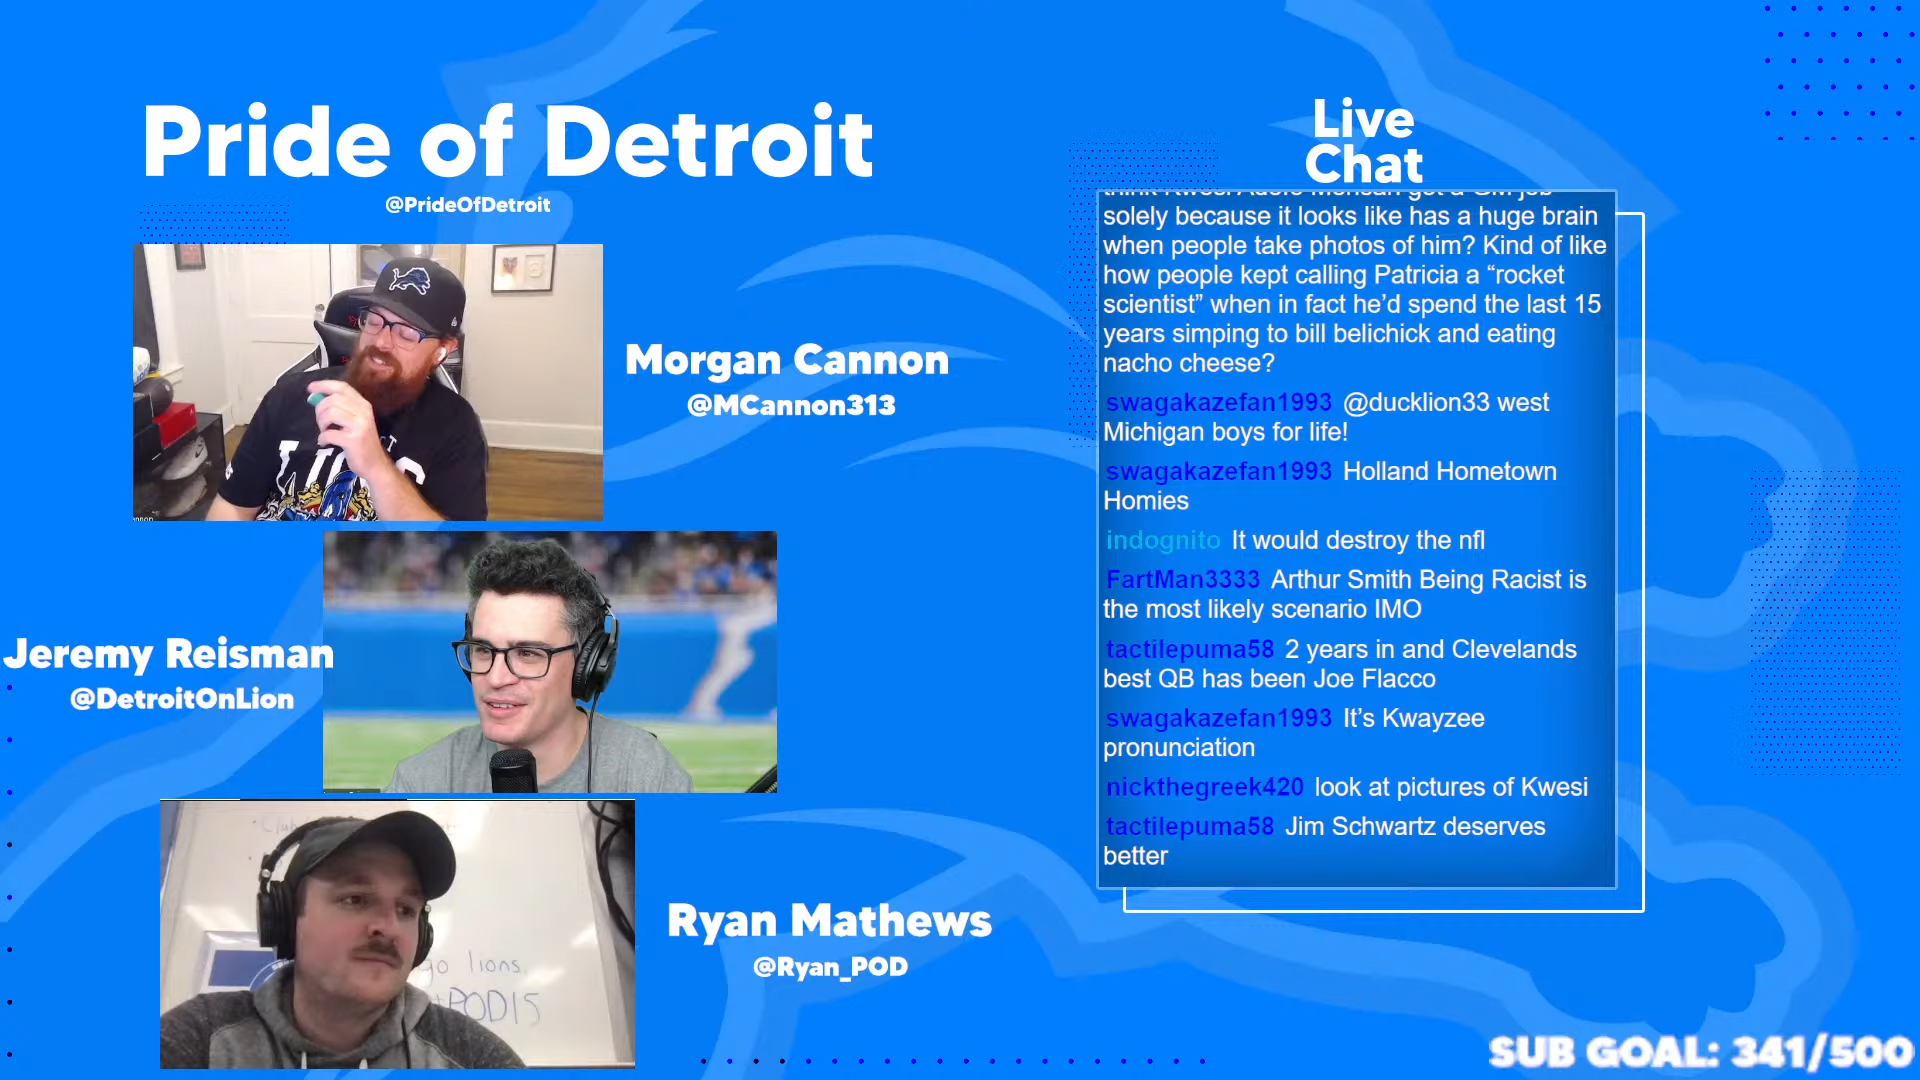 Pride of Detroit
@PrideOfDetroit
Morgan Cannon
@MCannon313
Jeremy Reisman
@DetroitOnLion
go lions.
POD15
Ryan Mathews
@Ryan_POD
Live
Chat
solely because it looks like has a huge brain
when people take photos of him? Kind of like
how people kept calling Patricia a “rocket
scientist” when in fact he’d spend the last 15
years simping to bill belichick and eating
nacho cheese?
swagakazefan1993 @ducklion33 west
Michigan boys for life!
swagakazefan1993 Holland Hometown
Homies
indognito It would destroy the nfl
FartMan3333 Arthur Smith Being Racist is
the most likely scenario IMO
tactilepuma58 2 years in and Clevelands
best QB has been Joe Flacco
swagakazefan1993 It’s Kwayzee
pronunciation
nickthegreek420 look at pictures of Kwesi
tactilepuma58 Jim Schwartz deserves
better
SUB GOAL: 341/500